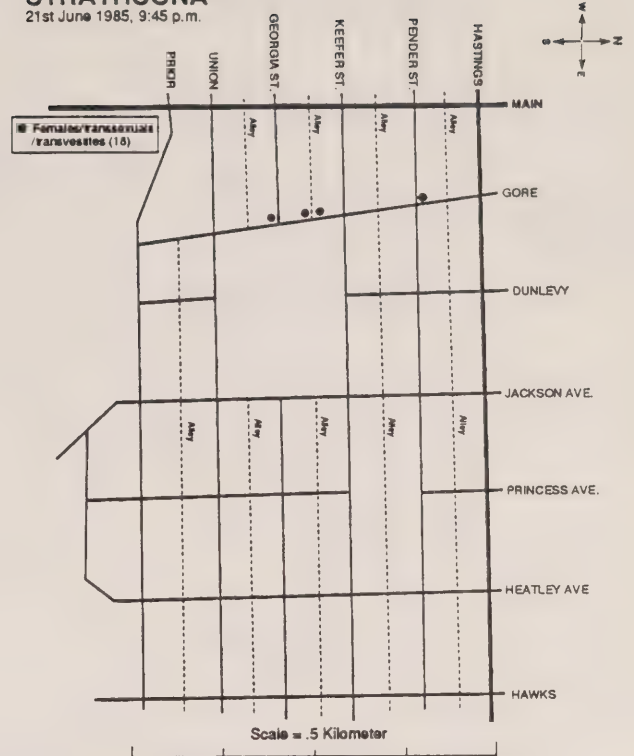 STRATHCONA
21st June 1985, 9:45 p.m.
W
S
N
E
PRIOR
UNION
GEORGIA ST.
KEEFER ST.
PENDER ST.
HASTINGS
MAIN
Females/transsexuals
/transvestites (18)
Alley
Alley
Alley
Alley
GORE
DUNLEVY
JACKSON AVE.
Alley
Alley
Alley
Alley
Alley
PRINCESS AVE.
HEATLEY AVE
HAWKS
Scale = .5 Kilometer